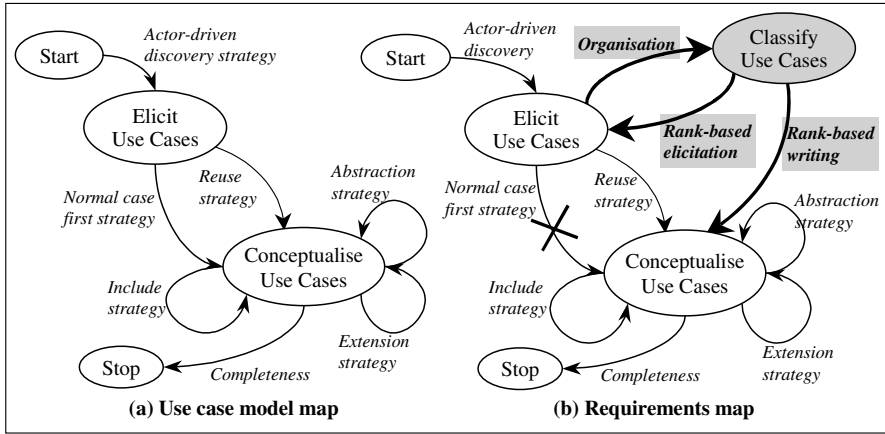 Start
Actor-driven
discovery strategy
Elicit
Use Cases
Normal case
first strategy
Reuse
strategy
Abstraction
strategy
Conceptualise
Use Cases
Include
strategy
Extension
strategy
Stop
Completeness
(a) Use case model map
Start
Actor-driven
discovery
Organisation
Classify
Use Cases
Elicit
Use Cases
Rank-based
elicitation
Rank-based
writing
Normal case
first strategy
Reuse
strategy
Abstraction
strategy
Conceptualise
Use Cases
Include
strategy
Extension
strategy
Stop
Completeness
(b) Requirements map